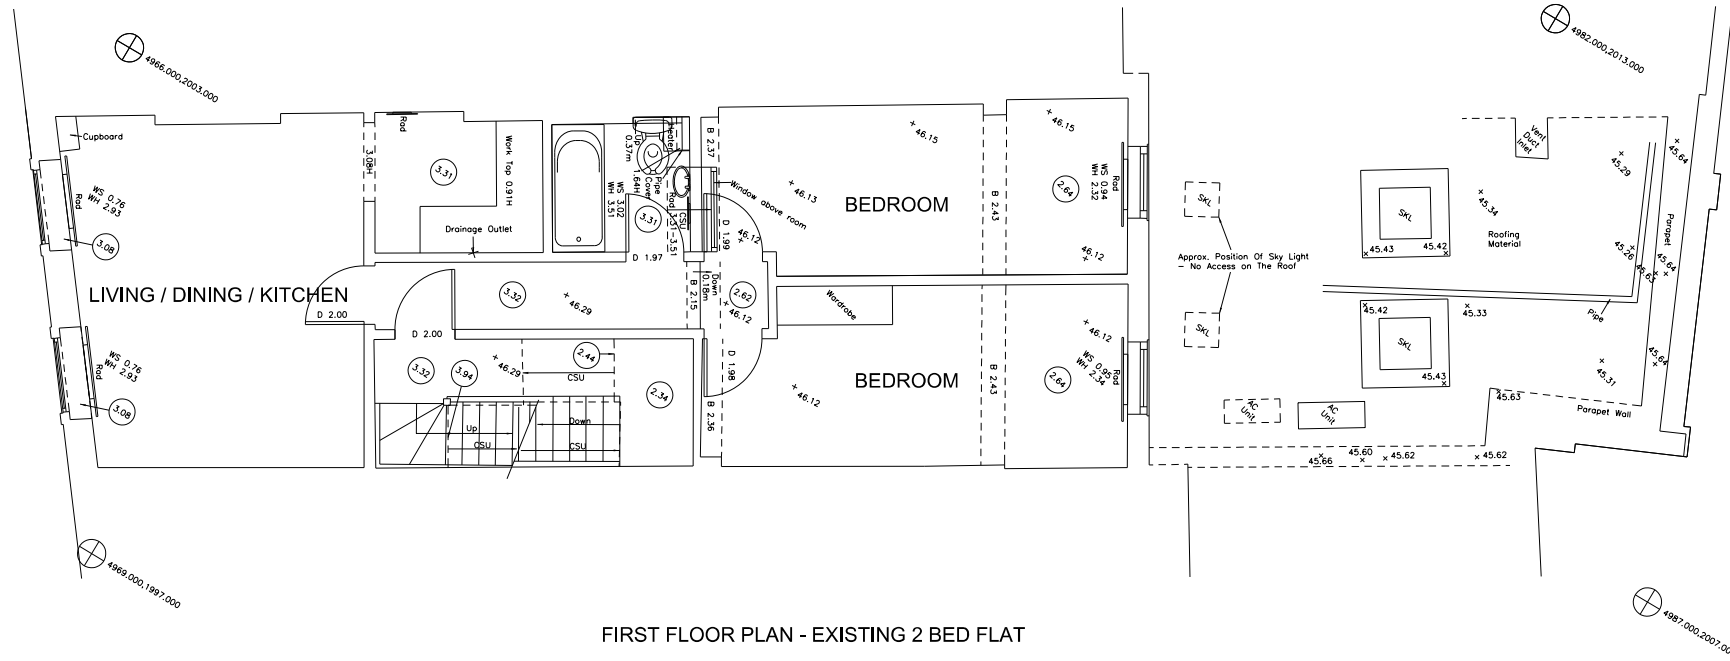 4966.000,2003.000
4982.000,2013.000
Cupboard
Rad
3.08H
3.31
Work Top 0.91H
Drainage Outlet
WS 0.76
WH 2.93
Rad
3.08
LIVING / DINING / KITCHEN
D 2.00
WS 0.76
WH 2.93
Rad
3.08
Heater
Up
0.37m
Pipe
Cover
1.64H
WS 3.02
WH 3.51
3.31
Rad
3.31-3.51
CSU
D 1.97
B 2.37
Window above room
D 1.99
46.12
46.15
46.13
BEDROOM
B 2.43
46.15
2.64
WS 0.94
WH 2.32
Rad
46.12
3.32
46.29
B 2.15
Down
0.18m
2.62
46.12
Wardrobe
D 2.00
3.32
3.94
46.29
2.44
CSU
2.34
Up
CSU
Down
CSU
D 1.98
B 2.36
46.12
BEDROOM
B 2.43
46.12
WS 0.95
WH 2.34
Rad
2.64
SKL
Approx. Position Of Sky Light
- No Access on The Roof
SKL
SKL
45.43
45.42
45.34
Roofing
Material
Vent
Duct
Inlet
45.29
45.64
Parapet
45.26
45.63
45.64
45.42
SKL
45.43
45.33
Pipe
45.31
45.64
45.63
Parapet Wall
AC
Unit
AC
Unit
45.66
45.60
45.62
45.62
4969.000,1997.000
4987.000,2007.00
FIRST FLOOR PLAN - EXISTING 2 BED FLAT